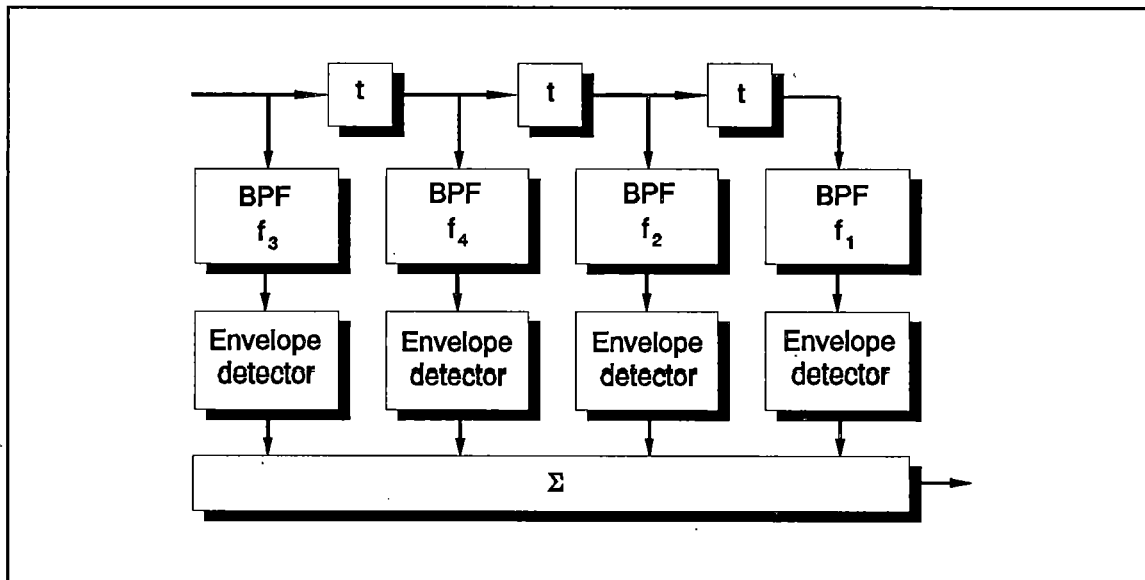 t t t
BPF BPF BPF BPF
f₃ f₄ f₂ f₁
Envelope Envelope Envelope Envelope
detector detector detector detector
Σ